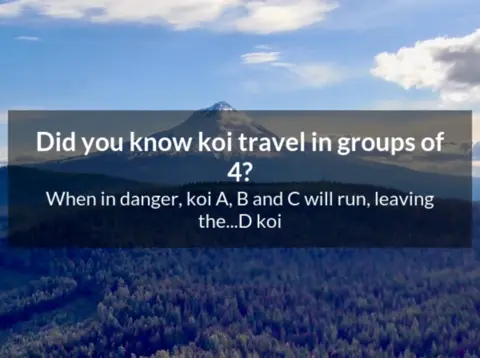 Did you know koi travel in groups of
4?
When in danger, koi A, B and C will run, leaving
the...D koi